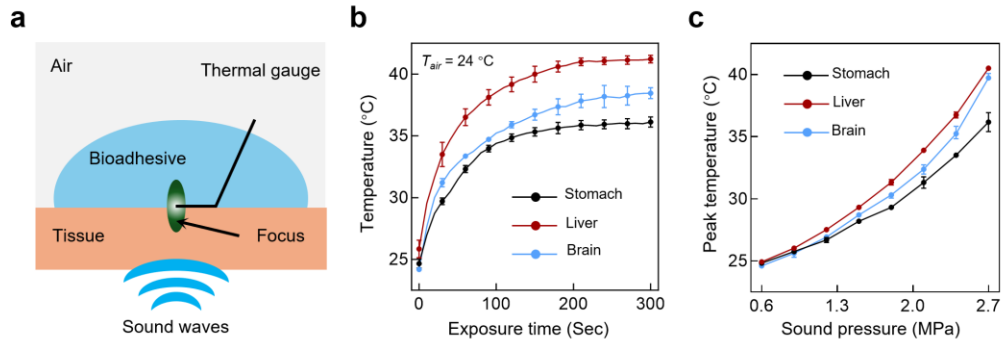 a
Air
Thermal gauge
Bioadhesive
Tissue
Focus
Sound waves
b
T_air = 24 °C
Temperature (°C)
40
35
30
25
Stomach
Liver
Brain
0
100
200
300
Exposure time (Sec)
c
Peak temperature (°C)
40
35
30
25
Stomach
Liver
Brain
0.6
1.3
2.0
2.7
Sound pressure (MPa)